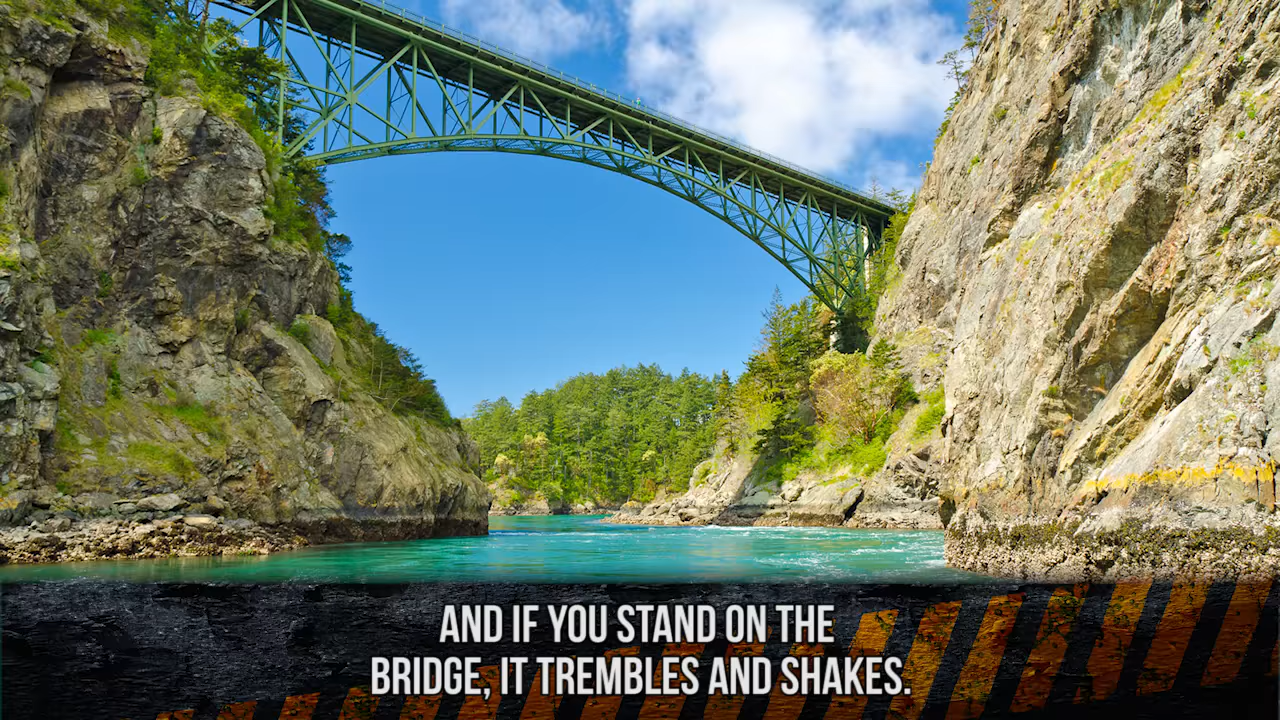 AND IF YOU STAND ON THE
BRIDGE, IT TREMBLES AND SHAKES.